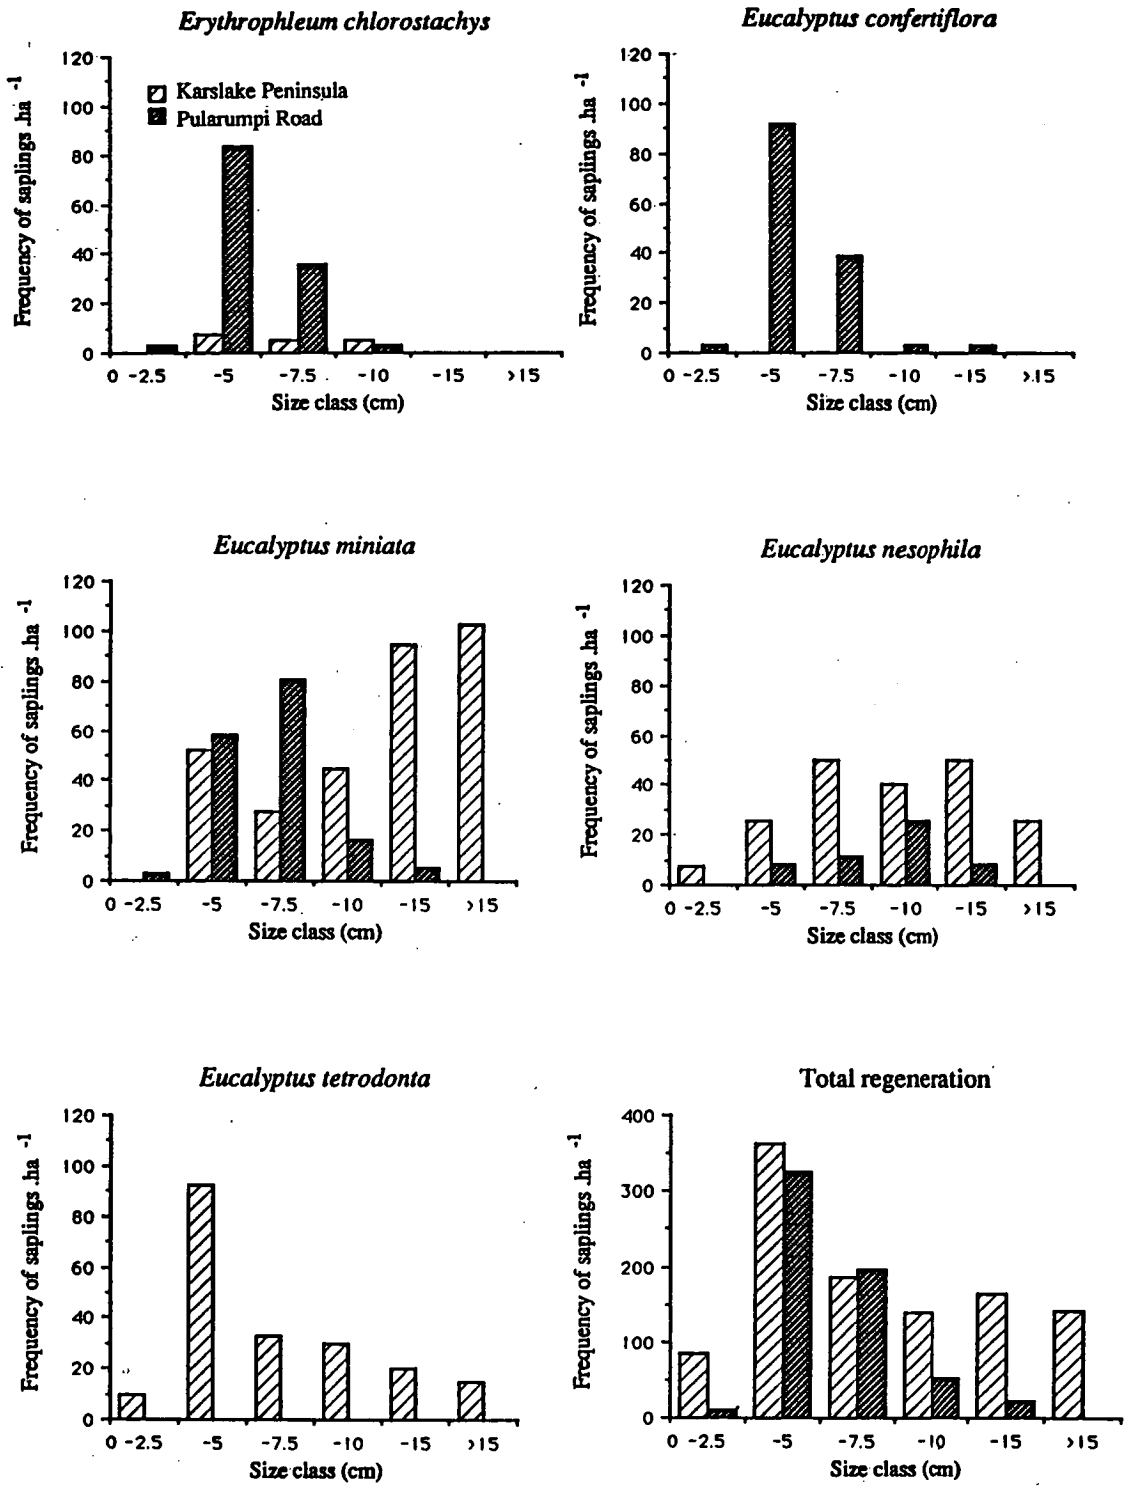 Erythrophleum chlorostachys
Frequency of saplings .ha -1
120
100
80
60
40
20
0
Karslake Peninsula
Pularumpi Road
0 -2.5 -5 -7.5 -10 -15 >15
Size class (cm)
Eucalyptus confertiflora
Frequency of saplings .ha -1
120
100
80
60
40
20
0
0 -2.5 -5 -7.5 -10 -15 >15
Size class (cm)
Eucalyptus miniata
Frequency of saplings .ha -1
120
100
80
60
40
20
0
0 -2.5 -5 -7.5 -10 -15 >15
Size class (cm)
Eucalyptus nesophila
Frequency of saplings .ha -1
120
100
80
60
40
20
0
0 -2.5 -5 -7.5 -10 -15 >15
Size class (cm)
Eucalyptus tetrodonta
Frequency of saplings .ha -1
120
100
80
60
40
20
0
0 -2.5 -5 -7.5 -10 -15 >15
Size class (cm)
Total regeneration
Frequency of saplings .ha -1
400
300
200
100
0
0 -2.5 -5 -7.5 -10 -15 >15
Size class (cm)